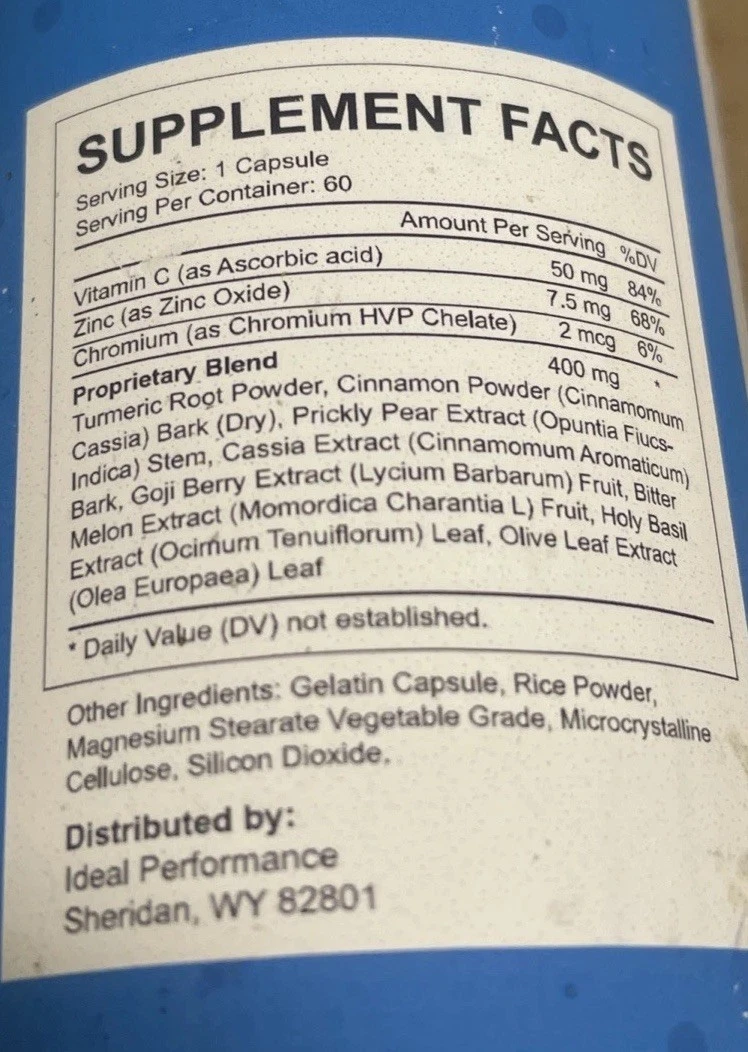 SUPPLEMENT FACTS
Serving Size: 1 Capsule
Serving Per Container: 60
Amount Per Serving %DV
Vitamin C (as Ascorbic acid) 50 mg 84%
Zinc (as Zinc Oxide) 7.5 mg 68%
Chromium (as Chromium HVP Chelate) 2 mcg 6%
Proprietary Blend 400 mg *
Turmeric Root Powder, Cinnamon Powder (Cinnamomum
Cassia) Bark (Dry), Prickly Pear Extract (Opuntia Fiucs-
Indica) Stem, Cassia Extract (Cinnamomum Aromaticum)
Bark, Goji Berry Extract (Lycium Barbarum) Fruit, Bitter
Melon Extract (Momordica Charantia L) Fruit, Holy Basil
Extract (Ocimum Tenuiflorum) Leaf, Olive Leaf Extract
(Olea Europaea) Leaf
* Daily Value (DV) not established.
Other Ingredients: Gelatin Capsule, Rice Powder,
Magnesium Stearate Vegetable Grade, Microcrystalline
Cellulose, Silicon Dioxide.
Distributed by:
Ideal Performance
Sheridan, WY 82801